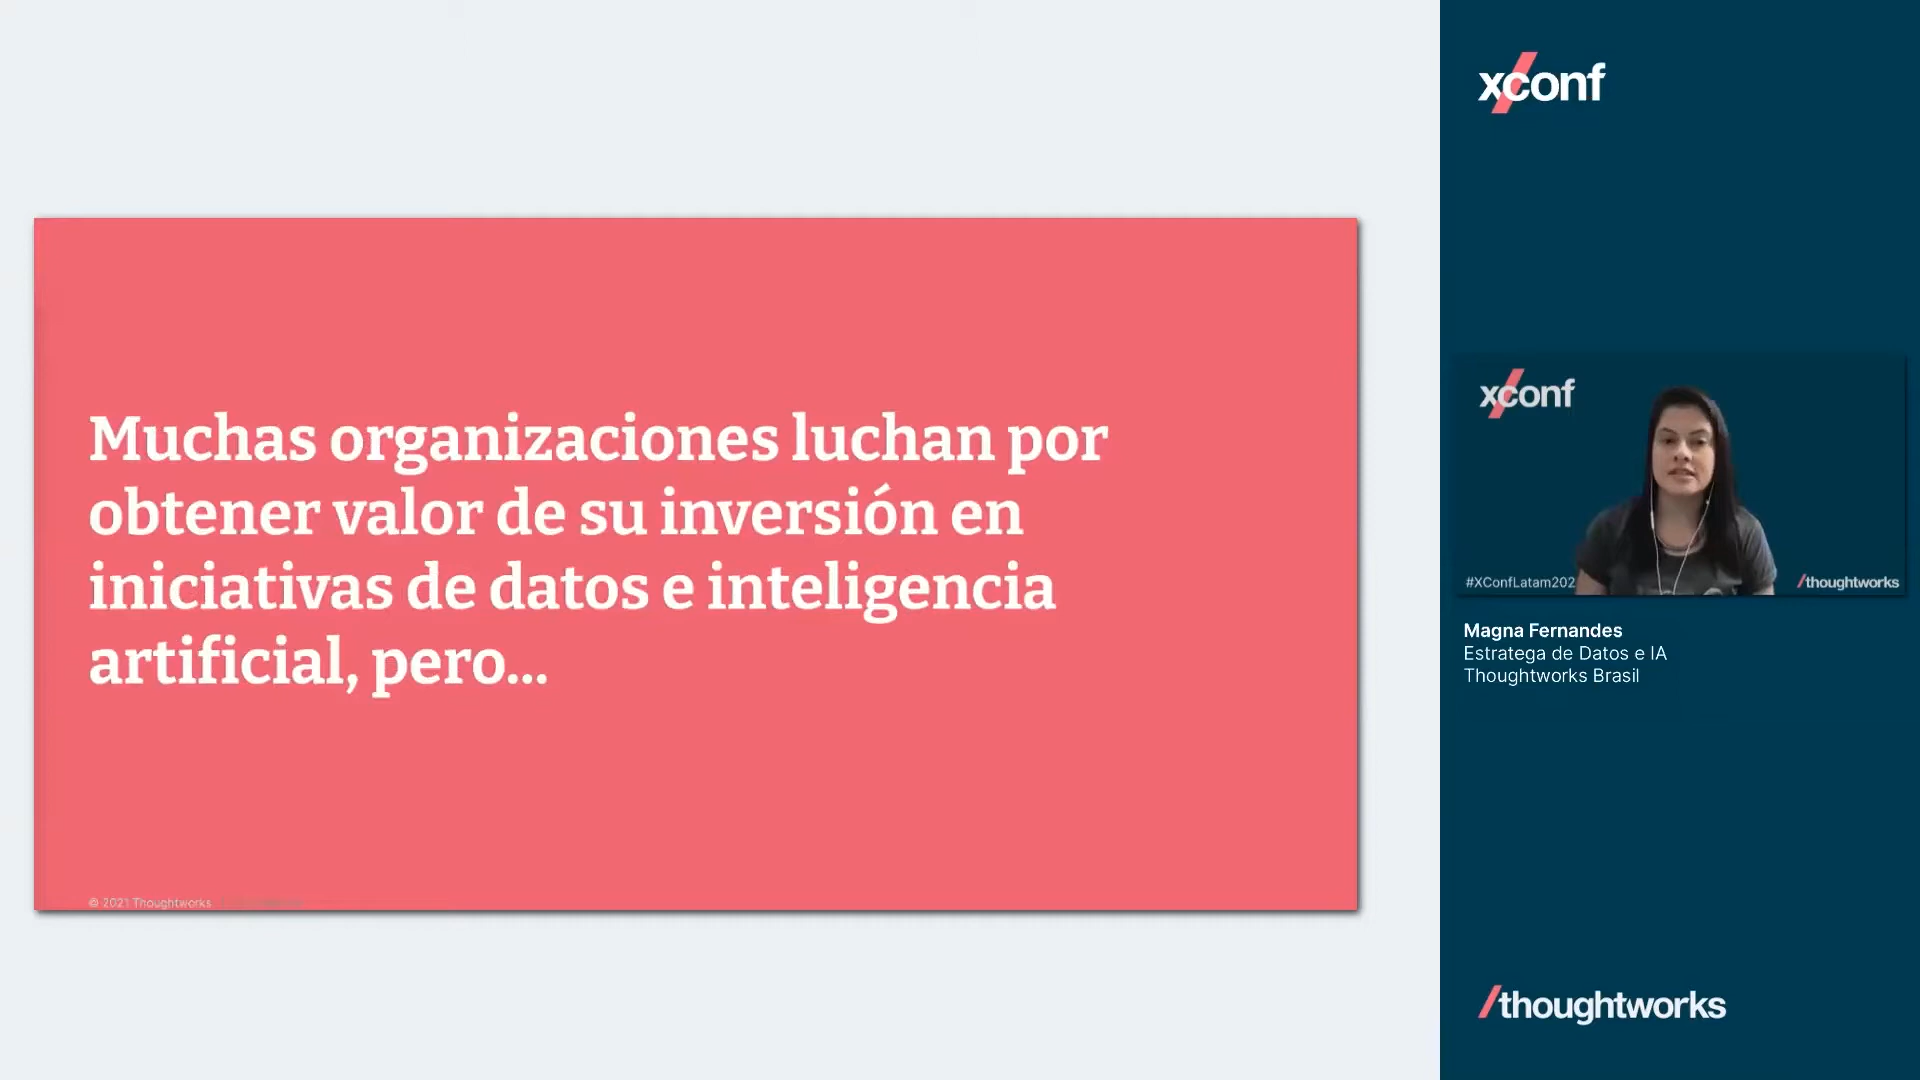 Muchas organizaciones luchan por
obtener valor de su inversión en
iniciativas de datos e inteligencia
artificial, pero...
© 2021 Thoughtworks
xconf
xconf
#XConfLatam202
/thoughtworks
Magna Fernandes
Estratega de Datos e IA
Thoughtworks Brasil
/thoughtworks